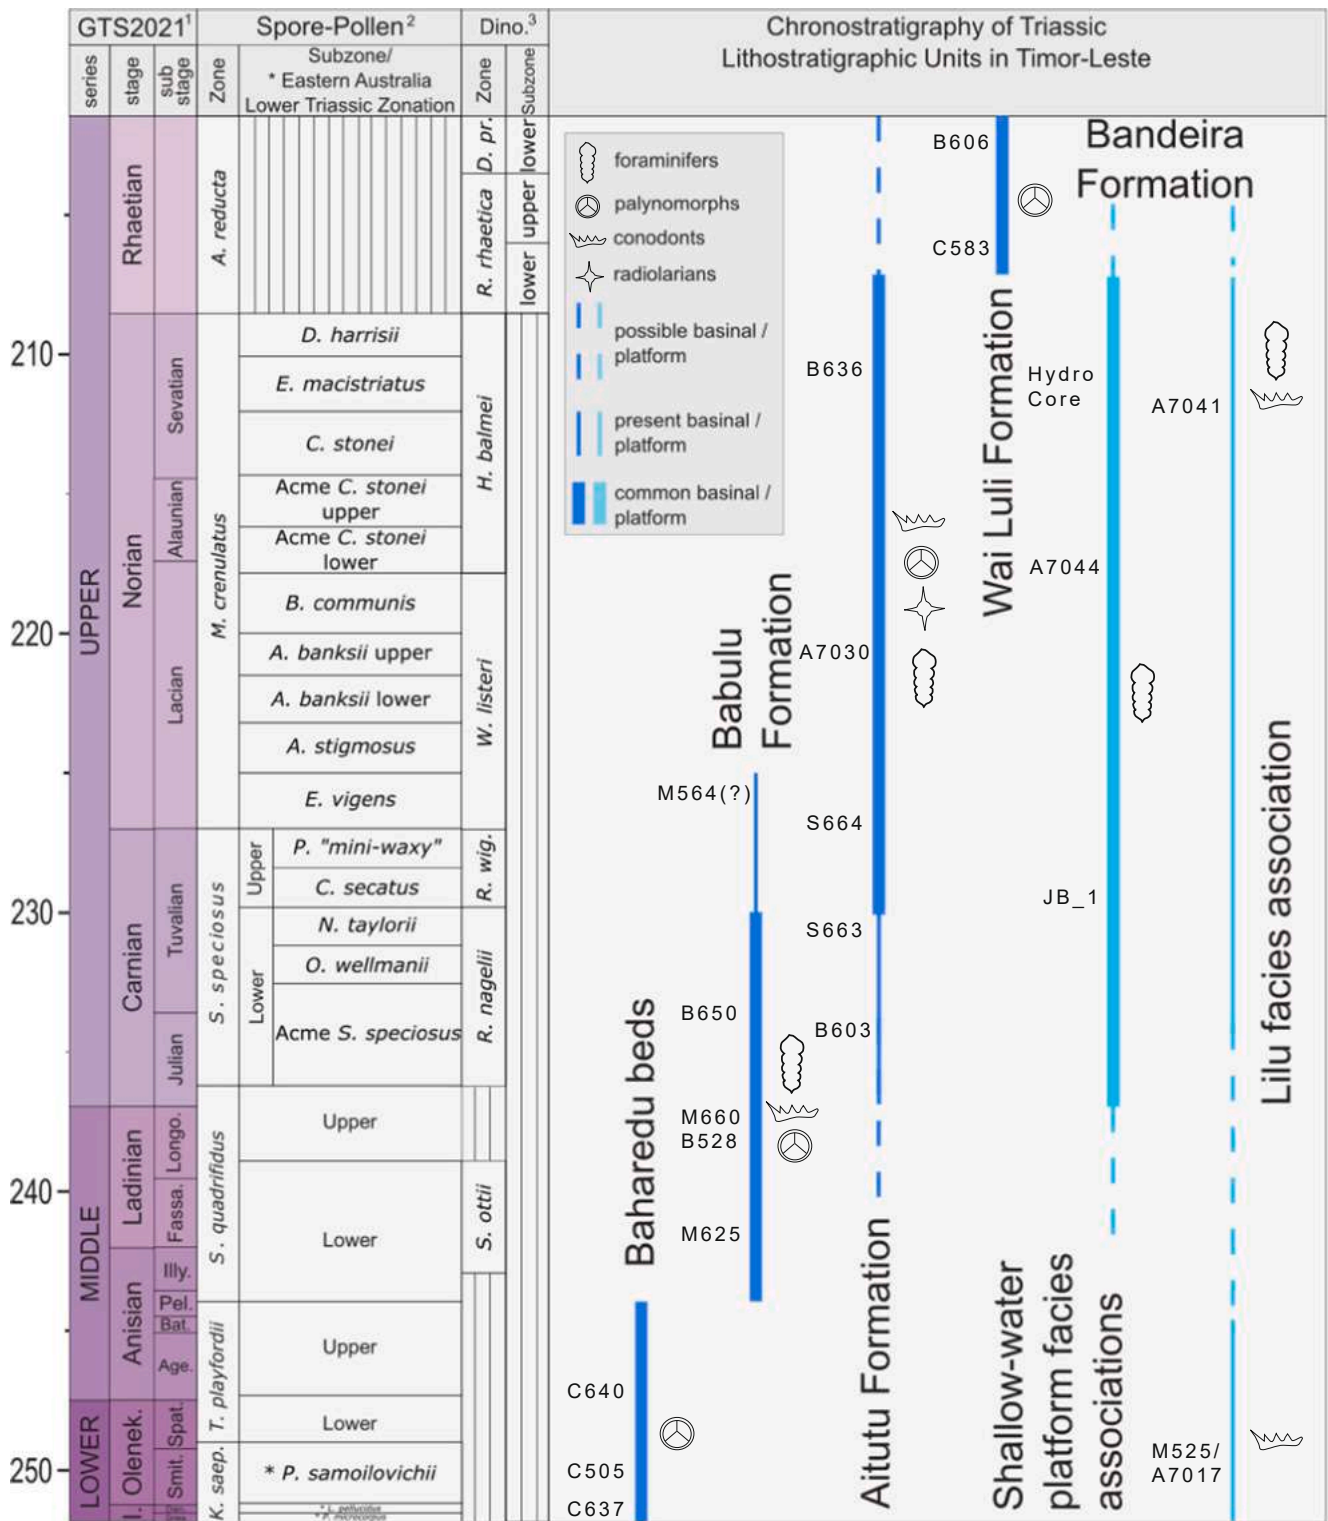 GTS2021¹
Spore-Pollen²
Dino.³
Chronostratigraphy of Triassic
Lithostratigraphic Units in Timor-Leste
series
stage
sub
stage
Zone
Subzone/
* Eastern Australia
Lower Triassic Zonation
Zone
Subzone
UPPER
MIDDLE
LOWER
Rhaetian
Norian
Carnian
Ladinian
Anisian
Olenek.
I.
Sevatian
Alaunian
Lacian
Tuvalian
Julian
Longo.
Fassa.
Illy.
Pel.
Bat.
Age.
Spat.
Smit.
A. reducta
M. crenulatus
S. speciosus
S. quadrifidus
T. playfordii
K. saep.
D. harrisii
E. macistriatus
C. stonei
Acme C. stonei
upper
Acme C. stonei
lower
B. communis
A. banksii upper
A. banksii lower
A. stigmosus
E. vigens
Upper
P. "mini-waxy"
C. secatus
Lower
N. taylorii
O. wellmanii
Acme S. speciosus
Upper
Lower
Upper
Lower
* P. samoilovichii
* L. pellucidus
* P. microcorpus
D. pr.
R. rhaetica
H. balmei
W. listeri
R. wig.
R. nagelii
S. ottii
lower
upper
lower
210
220
230
240
250
foraminifers
palynomorphs
conodonts
radiolarians
possible basinal /
platform
present basinal /
platform
common basinal /
platform
Baharedu beds
C640
C505
C637
Babulu
Formation
M564(?)
B650
M660
B528
M625
Aitutu Formation
B636
A7030
S664
S663
B603
Wai Luli Formation
B606
C583
Bandeira
Formation
Hydro
Core
A7044
JB_1
Shallow-water
platform facies
associations
A7041
M525/
A7017
Lilu facies association